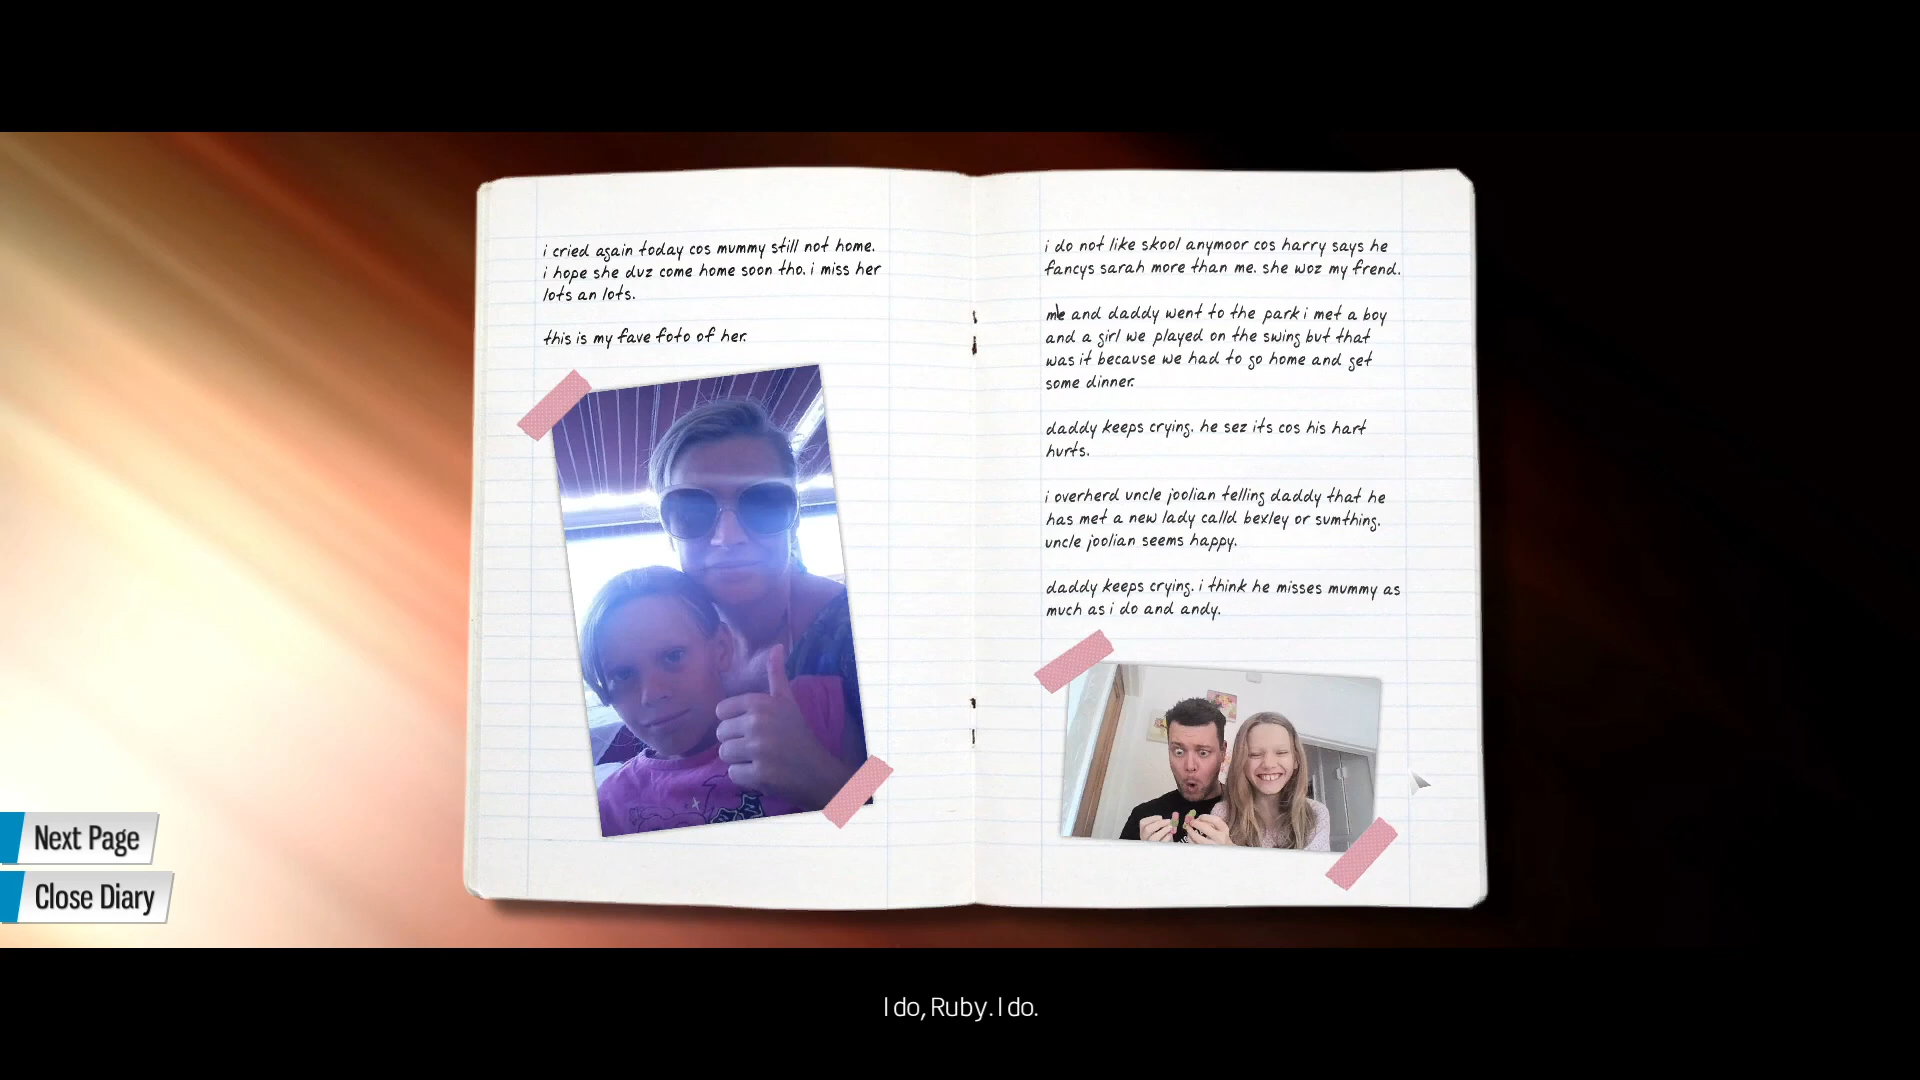 i cried again today cos mummy still not home.
i hope she duz come home soon tho. i miss her
lots an lots.
this is my fave foto of her.
i do not like skool anymoor cos harry says he
fancys sarah more than me. she woz my frend.
me and daddy went to the park i met a boy
and a girl we played on the swing but that
was it because we had to go home and get
some dinner.
daddy keeps crying. he sez its cos his hart
hurts.
i overherd uncle joolian telling daddy that he
has met a new lady calld bexley or sumthing.
uncle joolian seems happy.
daddy keeps crying. i think he misses mummy as
much as i do and andy.
Next Page
Close Diary
I do, Ruby. I do.